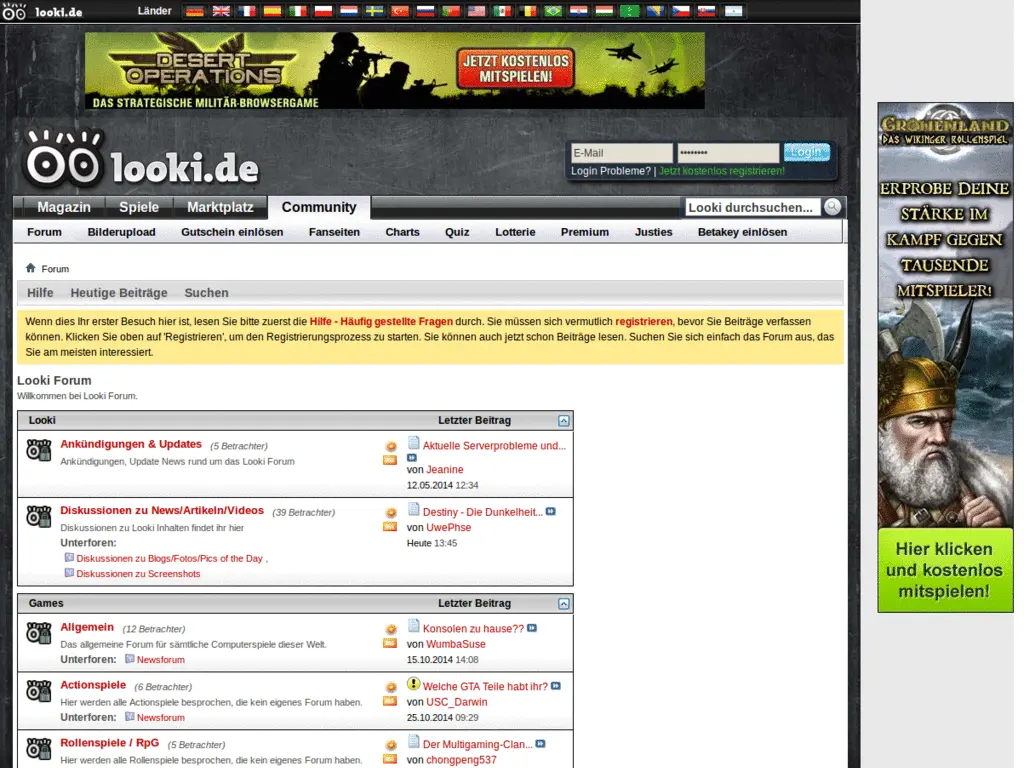 looki.de Länder
DESERT OPERATIONS
JETZT KOSTENLOS MITSPIELEN!
DAS STRATEGISCHE MILITÄR-BROWSERGAME
looki.de
E-Mail •••••••• Login
Login Probleme? | Jetzt kostenlos registrieren!
Magazin Spiele Marktplatz Community Looki durchsuchen...
Forum Bilderupload Gutschein einlösen Fanseiten Charts Quiz Lotterie Premium Justies Betakey einlösen
Forum
Hilfe Heutige Beiträge Suchen
Wenn dies Ihr erster Besuch hier ist, lesen Sie bitte zuerst die Hilfe - Häufig gestellte Fragen durch. Sie müssen sich vermutlich registrieren, bevor Sie Beiträge verfassen
können. Klicken Sie oben auf 'Registrieren', um den Registrierungsprozess zu starten. Sie können auch jetzt schon Beiträge lesen. Suchen Sie sich einfach das Forum aus, das
Sie am meisten interessiert.
Looki Forum
Willkommen bei Looki Forum.
Looki Letzter Beitrag
Ankündigungen & Updates (5 Betrachter)
Ankündigungen, Update News rund um das Looki Forum
Aktuelle Serverprobleme und...
von Jeanine
12.05.2014 12:34
Diskussionen zu News/Artikeln/Videos (39 Betrachter)
Diskussionen zu Looki Inhalten findet ihr hier
Unterforen:
Diskussionen zu Blogs/Fotos/Pics of the Day ,
Diskussionen zu Screenshots
Destiny - Die Dunkelheit...
von UwePhse
Heute 13:45
Games Letzter Beitrag
Allgemein (12 Betrachter)
Das allgemeine Forum für sämtliche Computerspiele dieser Welt.
Unterforen: Newsforum
Konsolen zu hause??
von WumbaSuse
15.10.2014 14:08
Actionspiele (6 Betrachter)
Hier werden alle Actionspiele besprochen, die kein eigenes Forum haben.
Unterforen: Newsforum
Welche GTA Teile habt ihr?
von USC_Darwin
25.10.2014 09:29
Rollenspiele / RpG (5 Betrachter)
Hier werden alle Rollenspiele besprochen, die kein eigenes Forum haben.
Der Multigaming-Clan...
von chongpeng537
GRONENLAND
DAS WIKINGER ROLLENSPIEL
ERPROBE DEINE
STÄRKE IM
KAMPF GEGEN
TAUSENDE
MITSPIELER!
Hier klicken
und kostenlos
mitspielen!